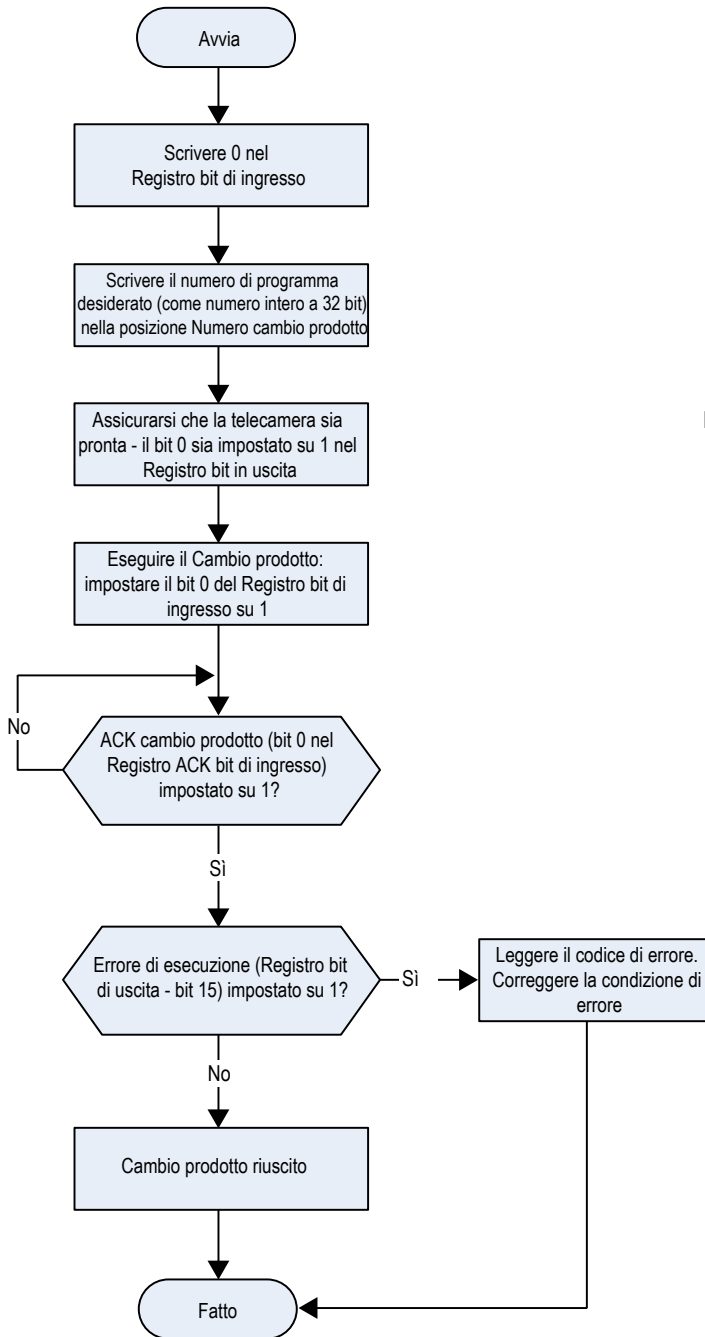 Avvia
Scrivere 0 nel
Registro bit di ingresso
Scrivere il numero di programma
desiderato (come numero intero a 32 bit)
nella posizione Numero cambio prodotto
Assicurarsi che la telecamera sia
pronta - il bit 0 sia impostato su 1 nel
Registro bit in uscita
Eseguire il Cambio prodotto:
impostare il bit 0 del Registro bit di
ingresso su 1
No
ACK cambio prodotto (bit 0 nel
Registro ACK bit di ingresso)
impostato su 1?
Sì
Errore di esecuzione (Registro bit
di uscita - bit 15) impostato su 1?
Sì
Leggere il codice di errore.
Correggere la condizione di
errore
No
Cambio prodotto riuscito
Fatto